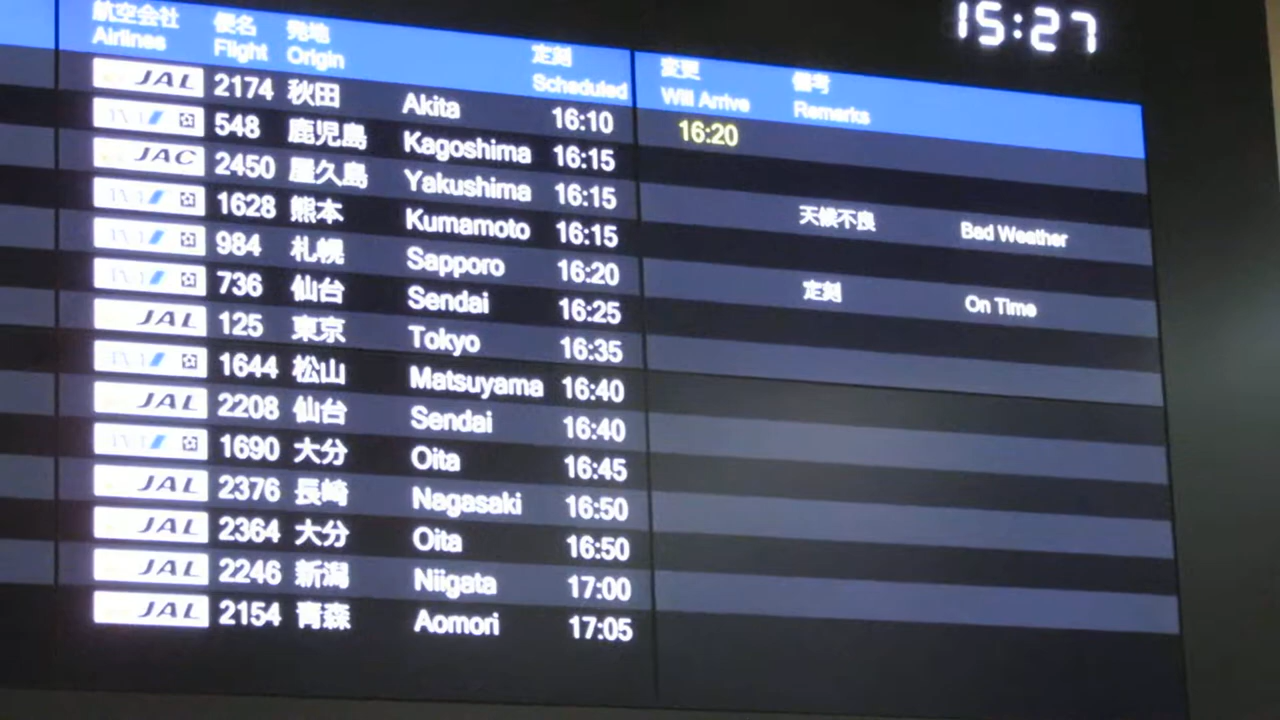 15:27
航空会社 便名 発地 定刻 変更 備考
Airlines Flight Origin Scheduled Will Arrive Remarks
JAL 2174 秋田 Akita 16:10 16:20
548 鹿児島 Kagoshima 16:15
JAC 2450 屋久島 Yakushima 16:15 天候不良 Bad Weather
1628 熊本 Kumamoto 16:15
984 札幌 Sapporo 16:20 定刻 On Time
736 仙台 Sendai 16:25
JAL 125 東京 Tokyo 16:35
1644 松山 Matsuyama 16:40
JAL 2208 仙台 Sendai 16:40
1690 大分 Oita 16:45
JAL 2376 長崎 Nagasaki 16:50
JAL 2364 大分 Oita 16:50
JAL 2246 新潟 Niigata 17:00
JAL 2154 青森 Aomori 17:05